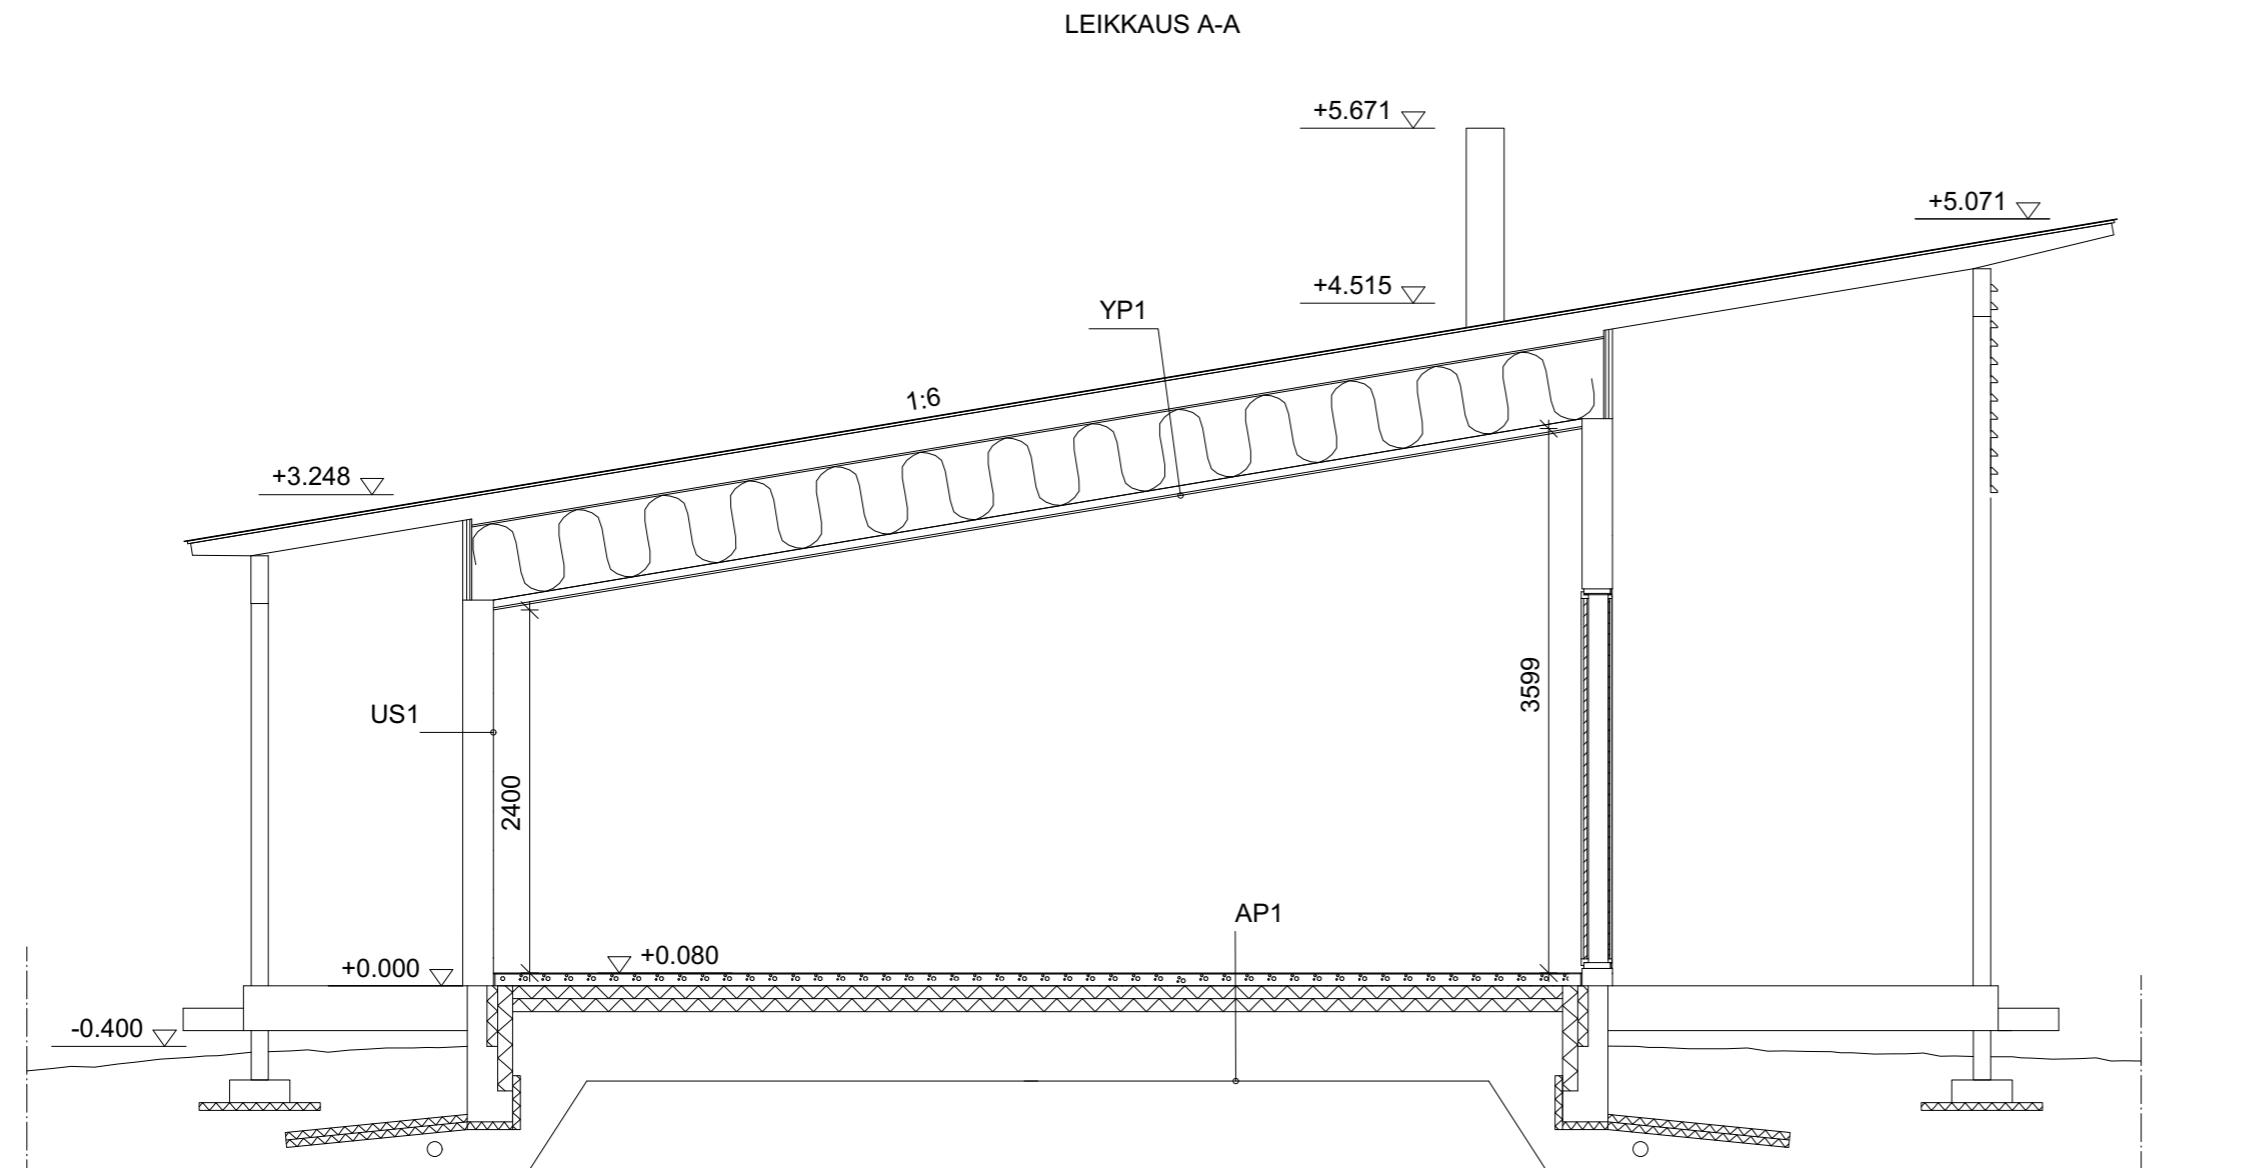 LEIKKAUS A-A
+5.671
+5.071
+4.515
YP1
1:6
+3.248
3599
US1
2400
AP1
+0.080
+0.000
-0.400